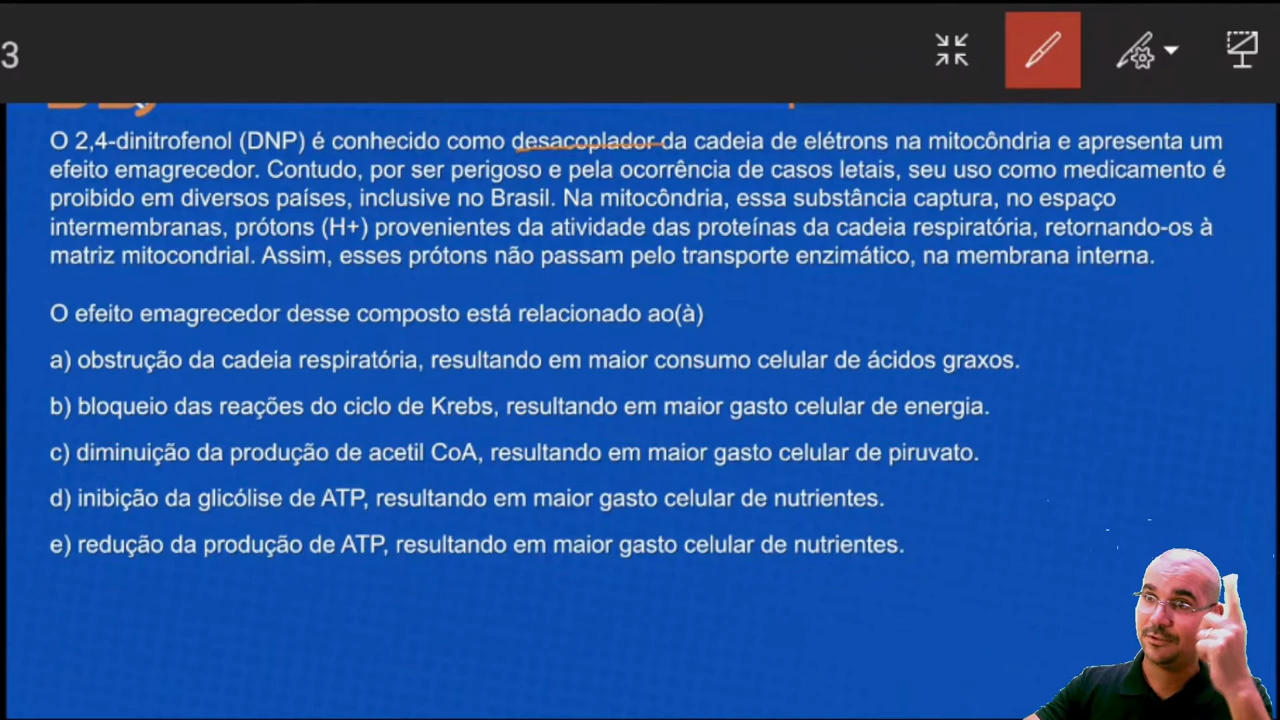 3
O 2,4-dinitrofenol (DNP) é conhecido como desacoplador da cadeia de elétrons na mitocôndria e apresenta um
efeito emagrecedor. Contudo, por ser perigoso e pela ocorrência de casos letais, seu uso como medicamento é
proibido em diversos países, inclusive no Brasil. Na mitocôndria, essa substância captura, no espaço
intermembranas, prótons (H+) provenientes da atividade das proteínas da cadeia respiratória, retornando-os à
matriz mitocondrial. Assim, esses prótons não passam pelo transporte enzimático, na membrana interna.
O efeito emagrecedor desse composto está relacionado ao(à)
a) obstrução da cadeia respiratória, resultando em maior consumo celular de ácidos graxos.
b) bloqueio das reações do ciclo de Krebs, resultando em maior gasto celular de energia.
c) diminuição da produção de acetil CoA, resultando em maior gasto celular de piruvato.
d) inibição da glicólise de ATP, resultando em maior gasto celular de nutrientes.
e) redução da produção de ATP, resultando em maior gasto celular de nutrientes.